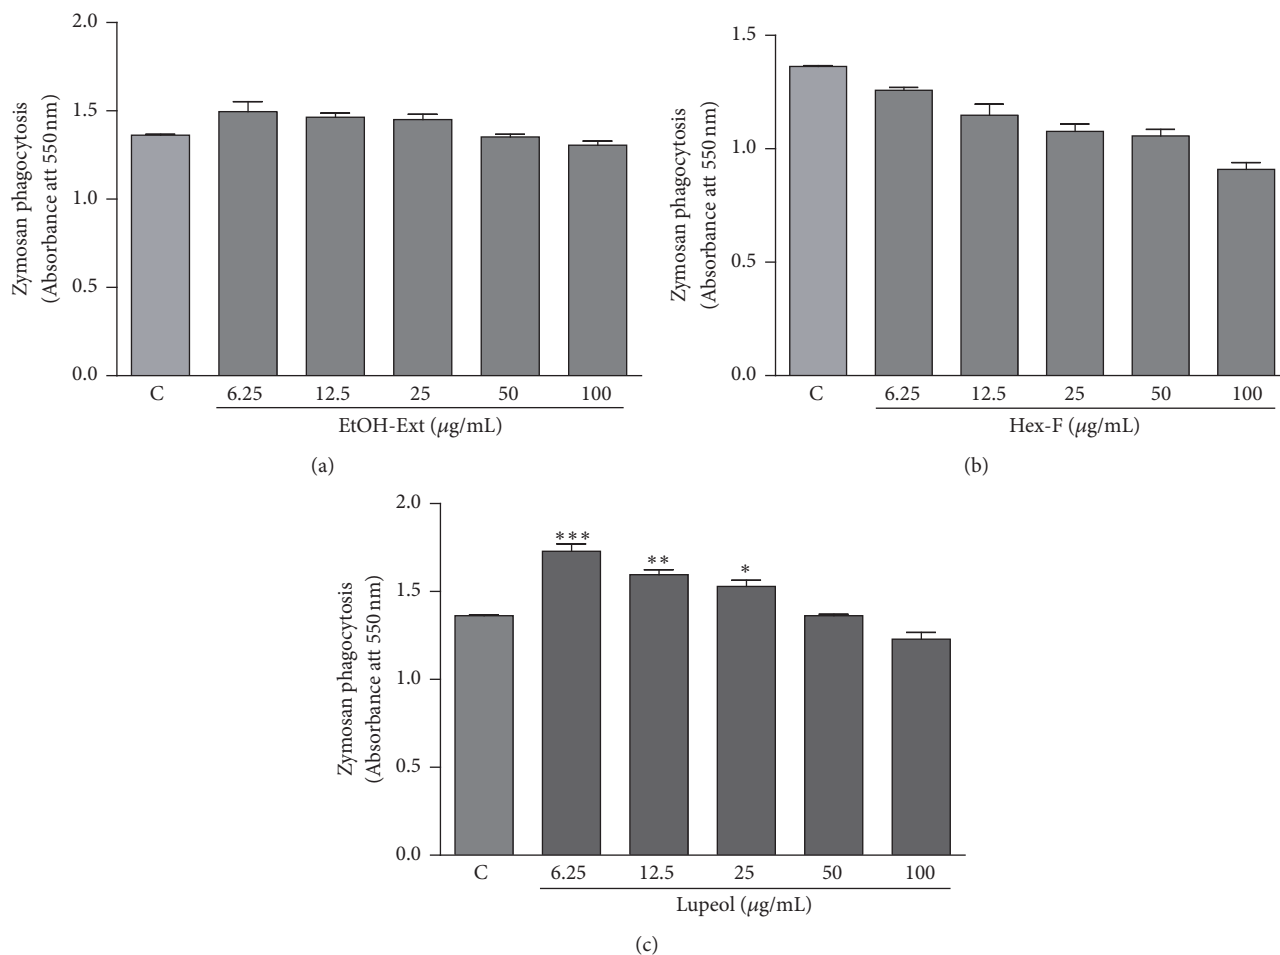 Zymosan phagocytosis
(Absorbance att 550 nm)
2.0
1.5
1.0
0.5
0.0
C 6.25 12.5 25 50 100
EtOH-Ext (μg/mL)
(a)
Zymosan phagocytosis
(Absorbance att 550 nm)
1.5
1.0
0.5
0.0
C 6.25 12.5 25 50 100
Hex-F (μg/mL)
(b)
Zymosan phagocytosis
(Absorbance att 550 nm)
2.0
1.5
1.0
0.5
0.0
***
**
*
C 6.25 12.5 25 50 100
Lupeol (μg/mL)
(c)